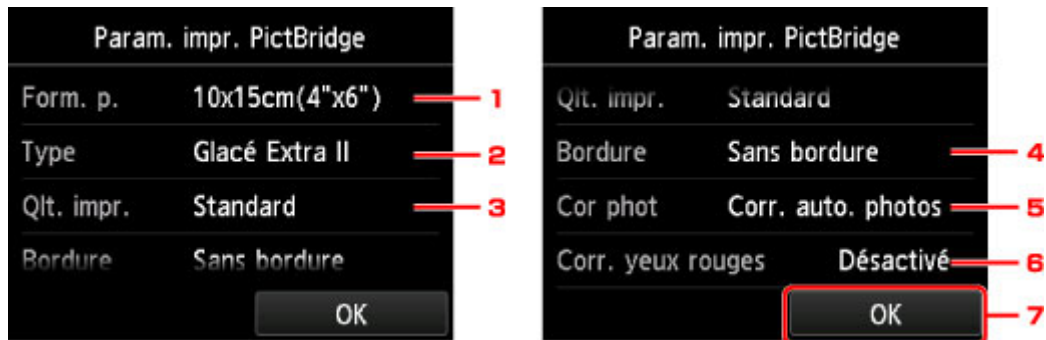 Param. impr. PictBridge
Form. p. 10x15cm(4"x6") 1
Type Glacé Extra II 2
Qlt. impr. Standard 3
Bordure Sans bordure
OK
Param. impr. PictBridge
Qlt. impr. Standard
Bordure Sans bordure 4
Cor phot Corr. auto. photos 5
Corr. yeux rouges Désactivé 6
OK 7